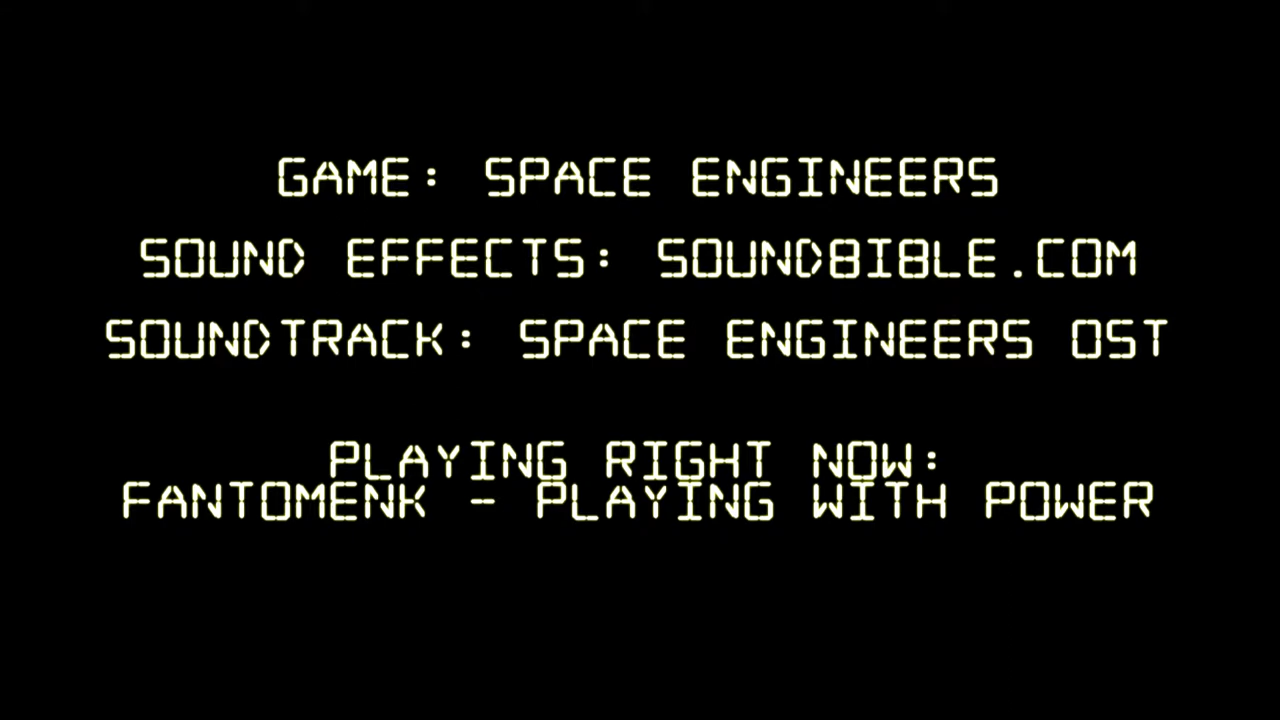 GAME: SPACE ENGINEERS
SOUND EFFECTS: SOUNDBIBLE.COM
SOUNDTRACK: SPACE ENGINEERS OST
PLAYING RIGHT NOW:
FANTOMENK - PLAYING WITH POWER